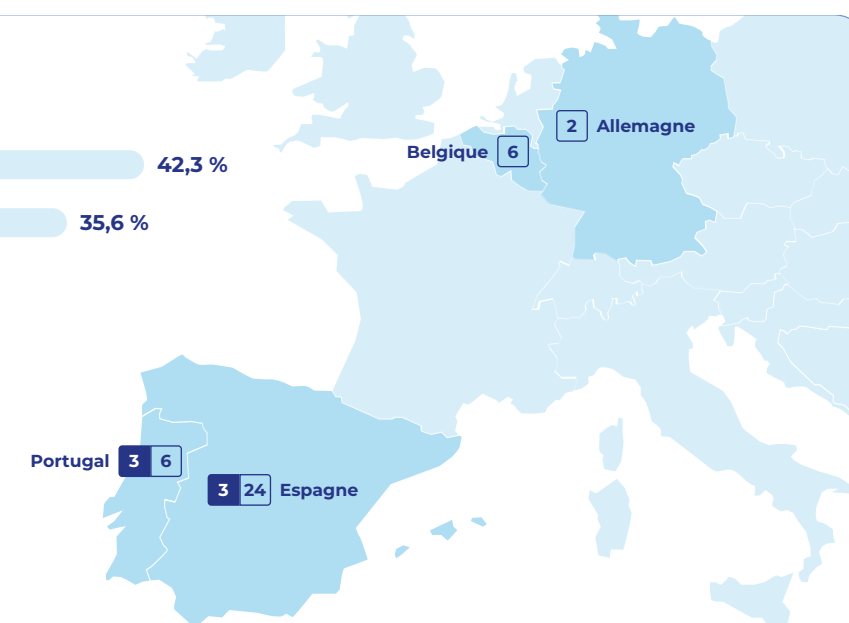 2 Allemagne
Belgique 6
42,3 %
35,6 %
Portugal 3 6
3 24 Espagne